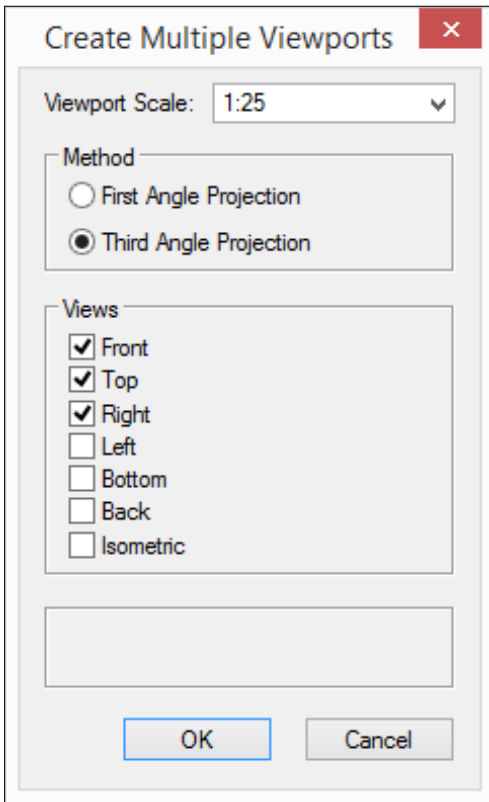 Create Multiple Viewports
Viewport Scale: 1:25
Method
First Angle Projection
Third Angle Projection
Views
Front
Top
Right
Left
Bottom
Back
Isometric
OK Cancel